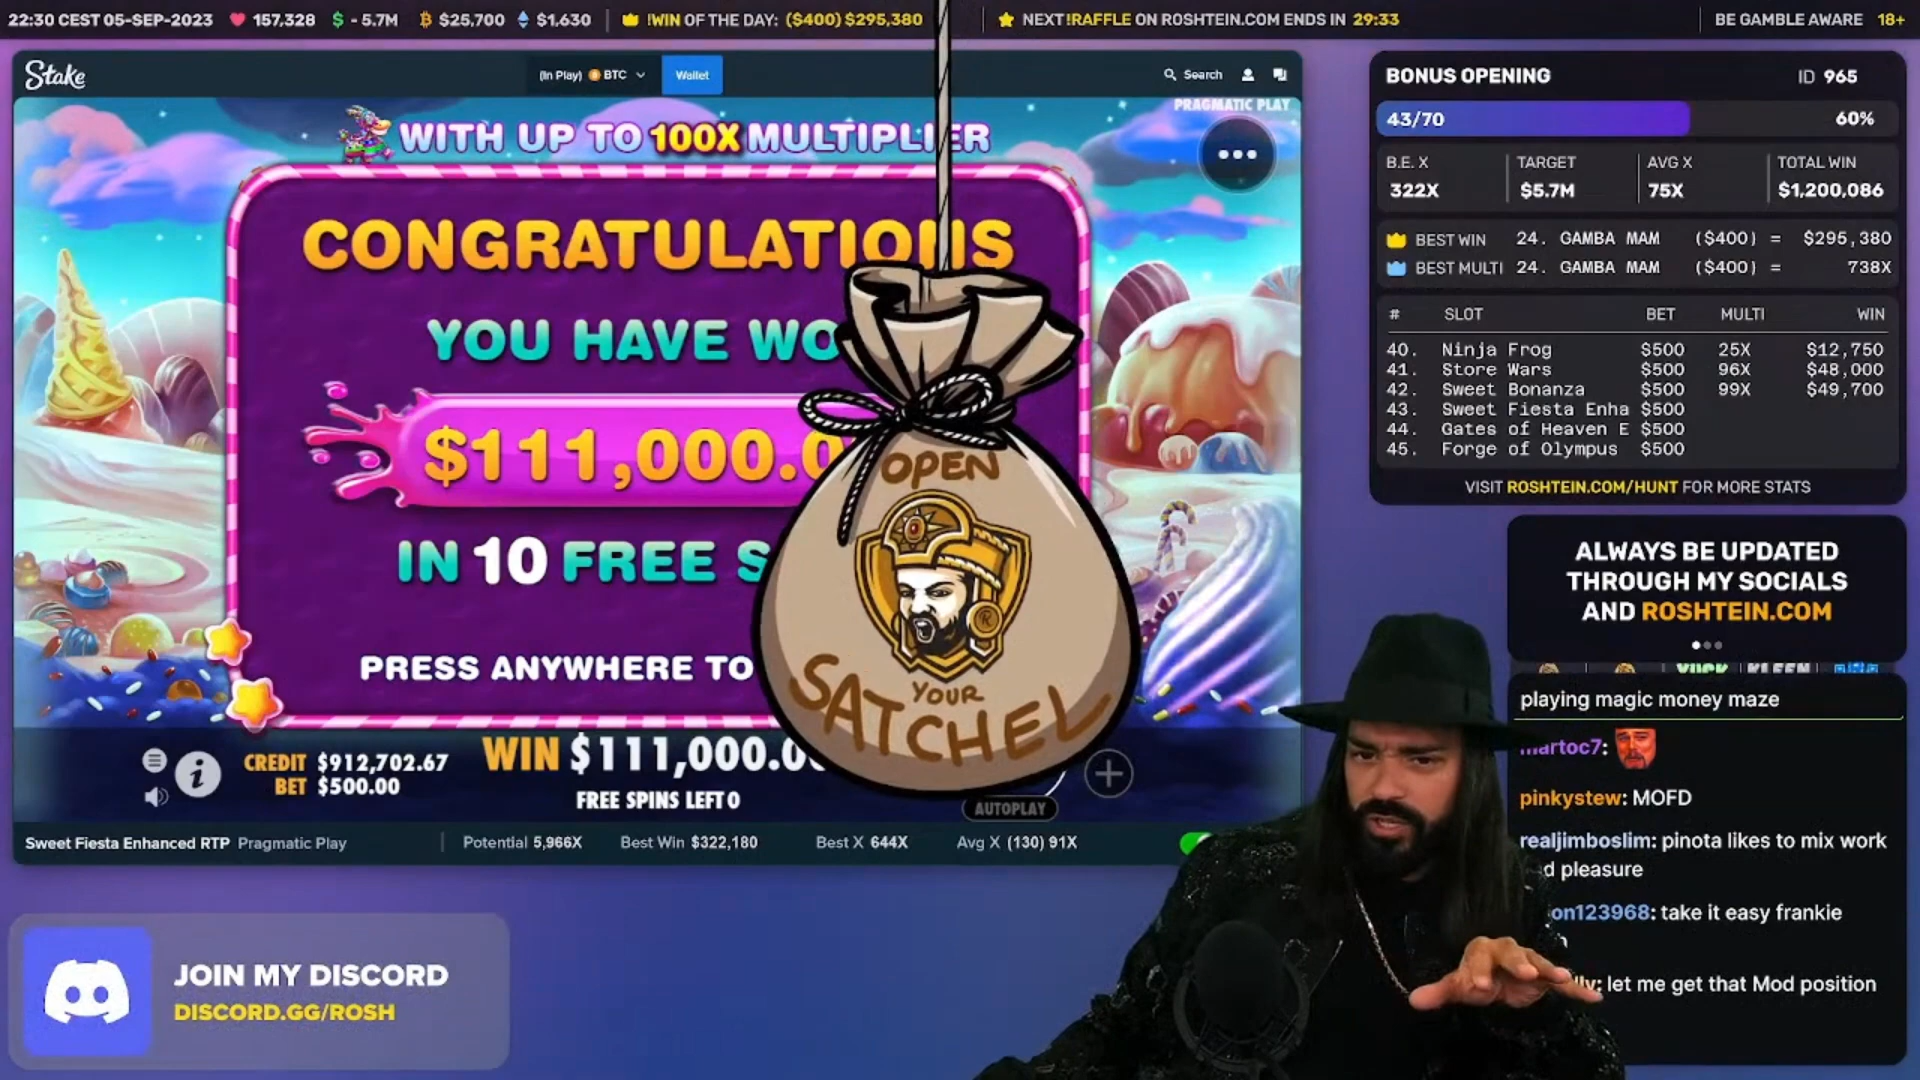 22:30 CEST 05-SEP-2023 157,328 $ - 5.7M $25,700 $1,630 !WIN OF THE DAY: ($400) $295,380 NEXT !RAFFLE ON ROSHTEIN.COM ENDS IN 29:33 BE GAMBLE AWARE 18+
Stake (In Play) BTC Wallet Search
PRAGMATIC PLAY
WITH UP TO 100X MULTIPLIER
CONGRATULATIONS
YOU HAVE WO
$111,000.0
IN 10 FREE S
PRESS ANYWHERE TO
OPEN
YOUR
SATCHEL
CREDIT $912,702.67
BET $500.00
WIN $111,000.0
FREE SPINS LEFT 0
AUTOPLAY
Sweet Fiesta Enhanced RTP Pragmatic Play Potential 5,966X Best Win $322,180 Best X 644X Avg X (130) 91X
JOIN MY DISCORD
DISCORD.GG/ROSH
BONUS OPENING ID 965
43/70 60%
B.E. X TARGET AVG X TOTAL WIN
322X $5.7M 75X $1,200,086
BEST WIN 24. GAMBA MAM ($400) = $295,380
BEST MULTI 24. GAMBA MAM ($400) = 738X
# SLOT BET MULTI WIN
40. Ninja Frog $500 25X $12,750
41. Store Wars $500 96X $48,000
42. Sweet Bonanza $500 99X $49,700
43. Sweet Fiesta Enha $500
44. Gates of Heaven E $500
45. Forge of Olympus $500
VISIT ROSHTEIN.COM/HUNT FOR MORE STATS
ALWAYS BE UPDATED
THROUGH MY SOCIALS
AND ROSHTEIN.COM
playing magic money maze
martoc7:
pinkystew: MOFD
realjimboslim: pinota likes to mix work
d pleasure
on123968: take it easy frankie
lly: let me get that Mod position